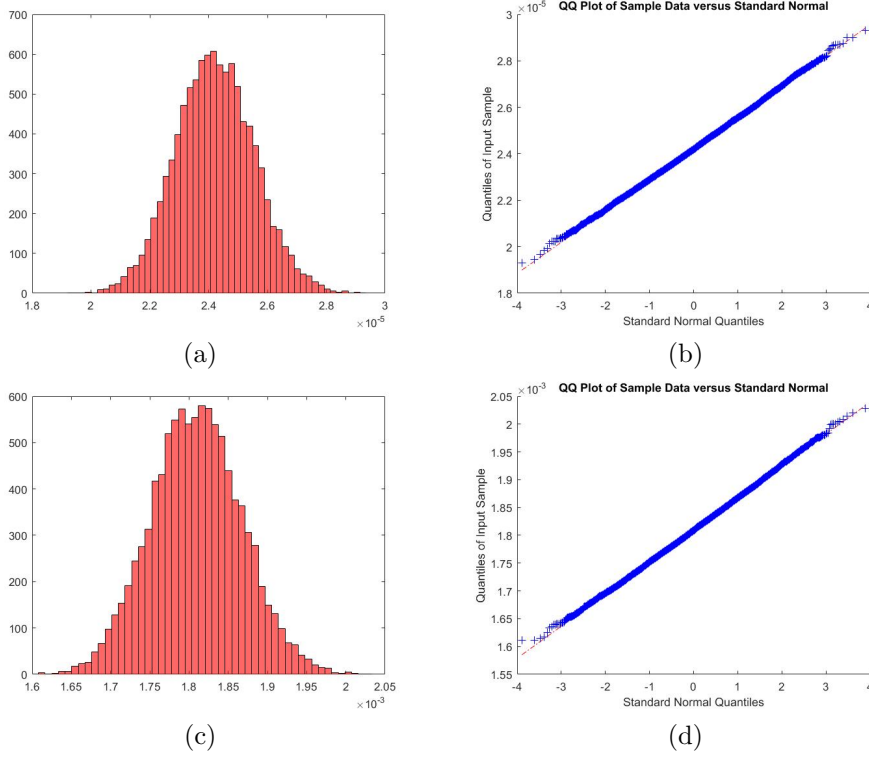 700
600
500
400
300
200
100
0
1.8 2 2.2 2.4 2.6 2.8 3
×10⁻⁵
(a)
×10⁻⁵ QQ Plot of Sample Data versus Standard Normal
3
2.8
2.6
2.4
2.2
2
1.8
Quantiles of Input Sample
-4 -3 -2 -1 0 1 2 3 4
Standard Normal Quantiles
(b)
600
500
400
300
200
100
0
1.6 1.65 1.7 1.75 1.8 1.85 1.9 1.95 2 2.05
×10⁻³
(c)
×10⁻³ QQ Plot of Sample Data versus Standard Normal
2.05
2
1.95
1.9
1.85
1.8
1.75
1.7
1.65
1.6
1.55
Quantiles of Input Sample
-4 -3 -2 -1 0 1 2 3 4
Standard Normal Quantiles
(d)